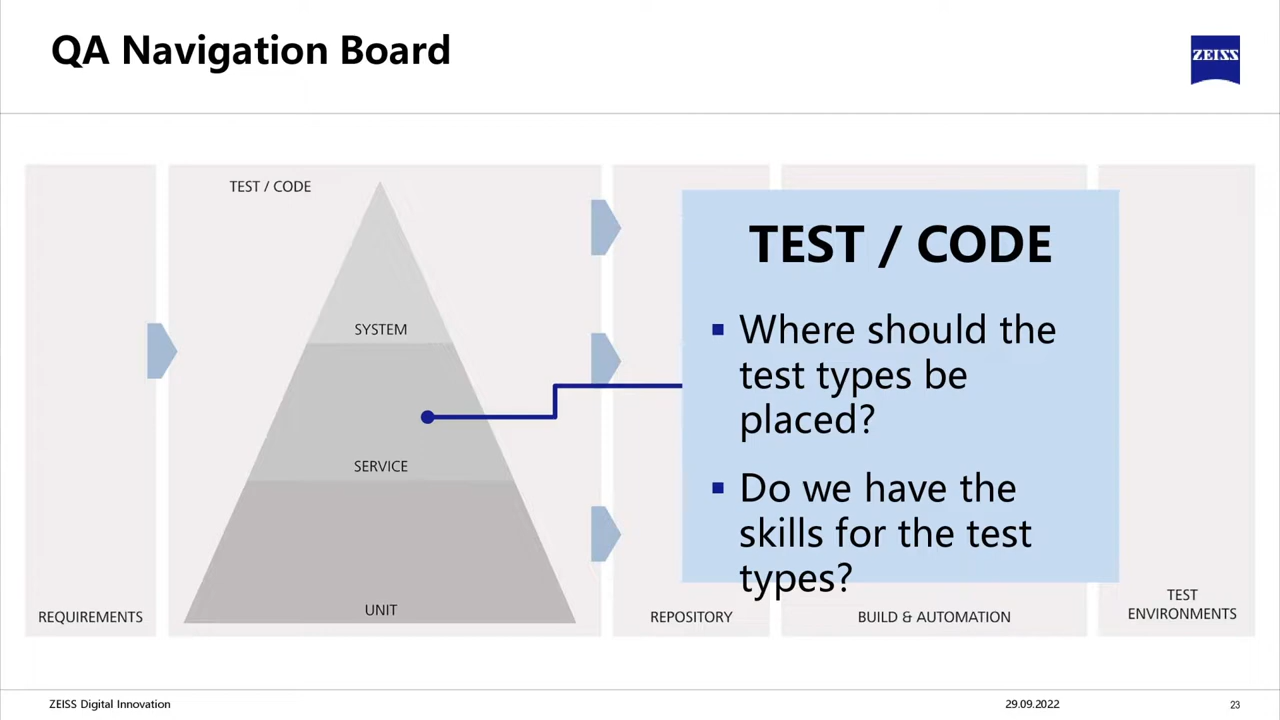 QA Navigation Board
ZEISS
TEST / CODE
SYSTEM
SERVICE
UNIT
TEST / CODE
▪ Where should the
test types be
placed?
▪ Do we have the
skills for the test
types?
REQUIREMENTS
REPOSITORY
BUILD & AUTOMATION
TEST
ENVIRONMENTS
ZEISS Digital Innovation
29.09.2022
23